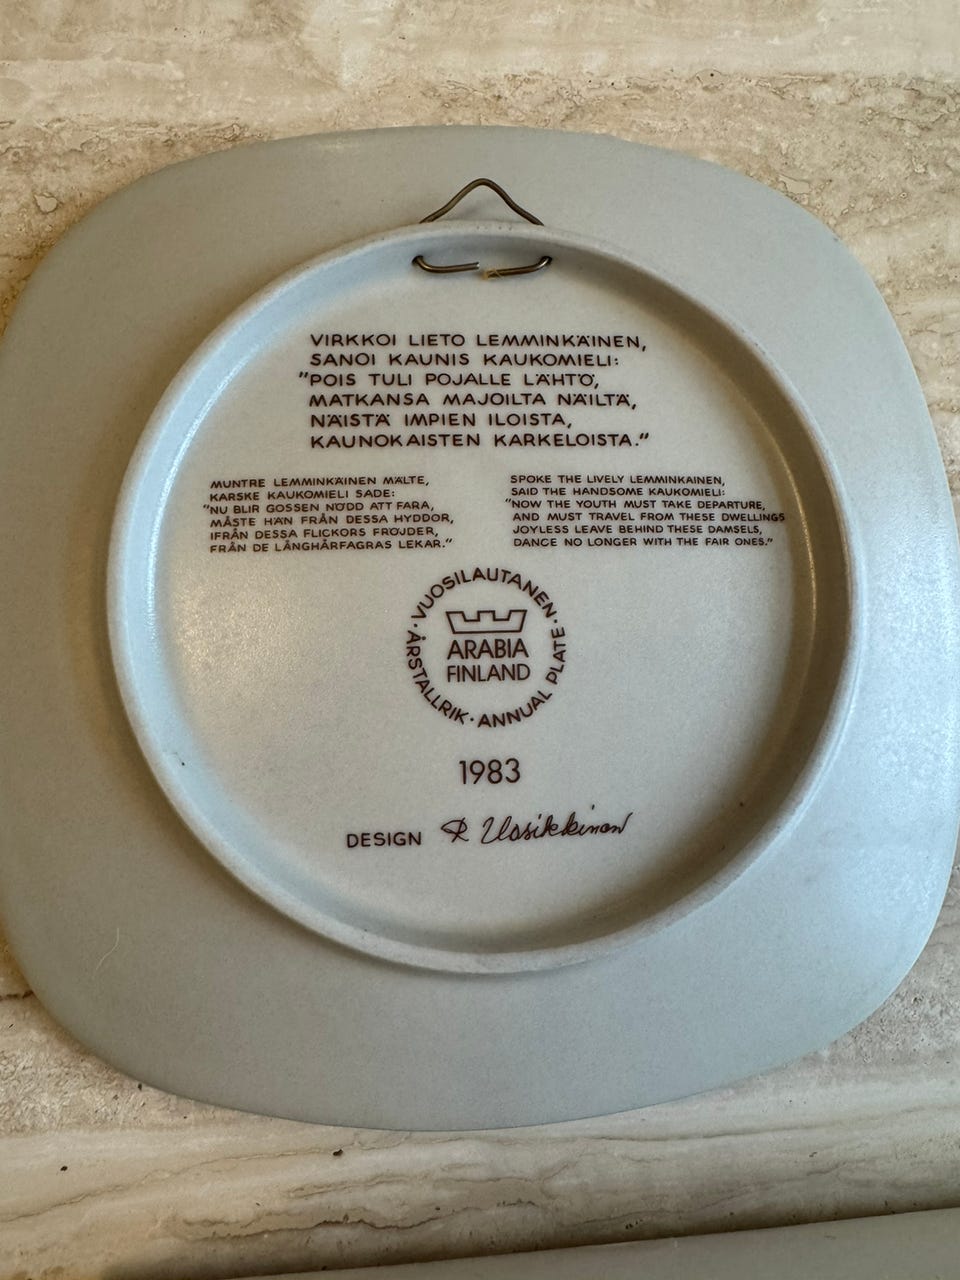 VIRKKOI LIETO LEMMINKÄINEN,
SANOI KAUNIS KAUKOMIELI:
"POIS TULI POJALLE LÄHTÖ,
MATKANSA MAJOILTA NÄILTÄ,
NÄISTÄ IMPIEN ILOISTA,
KAUNOKAISTEN KARKELOISTA."
MUNTRE LEMMINKÄINEN MÄLTE,
KARSKE KAUKOMIELI SADE:
"NU BLIR GOSSEN NÖDD ATT FARA,
MÅSTE HÄN FRÅN DESSA HYDDOR,
IFRÅN DESSA FLICKORS FRÖJDER,
FRÅN DE LÅNGHÅRFAGRAS LEKAR."
SPOKE THE LIVELY LEMMINKAINEN,
SAID THE HANDSOME KAUKOMIELI:
"NOW THE YOUTH MUST TAKE DEPARTURE,
AND MUST TRAVEL FROM THESE DWELLINGS
JOYLESS LEAVE BEHIND THESE DAMSELS,
DANCE NO LONGER WITH THE FAIR ONES."
· VUOSILAUTANEN · ANNUAL PLATE · ÅRSTALLRIK
ARABIA
FINLAND
1983
DESIGN R Uosikkinen